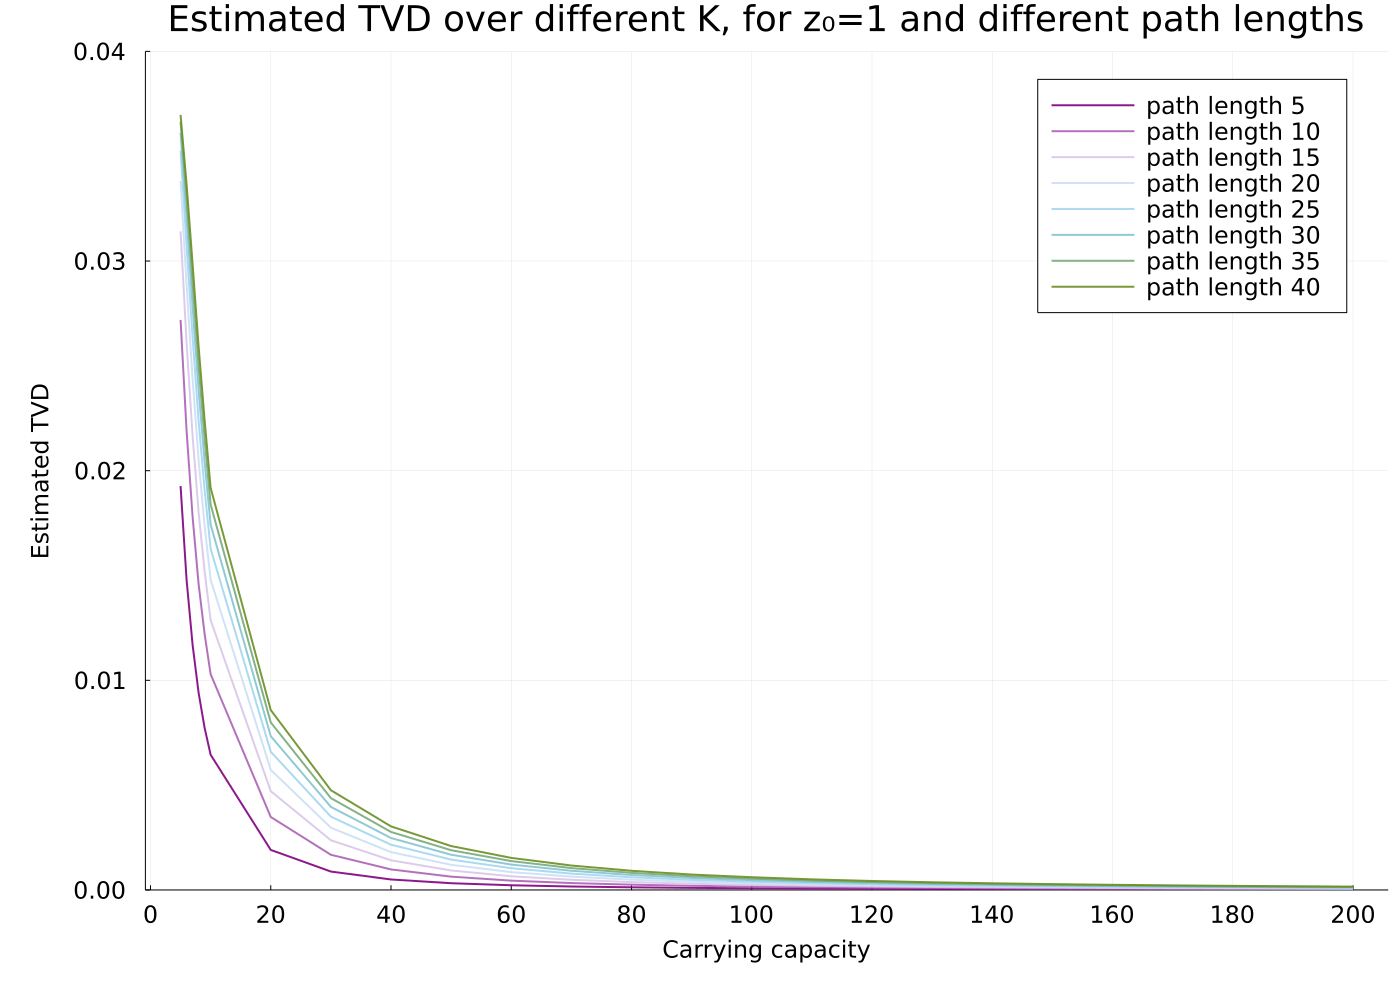 Estimated TVD over different K, for z₀=1 and different path lengths
0.04
0.03
0.02
0.01
0.00
Estimated TVD
path length 5
path length 10
path length 15
path length 20
path length 25
path length 30
path length 35
path length 40
0 20 40 60 80 100 120 140 160 180 200
Carrying capacity